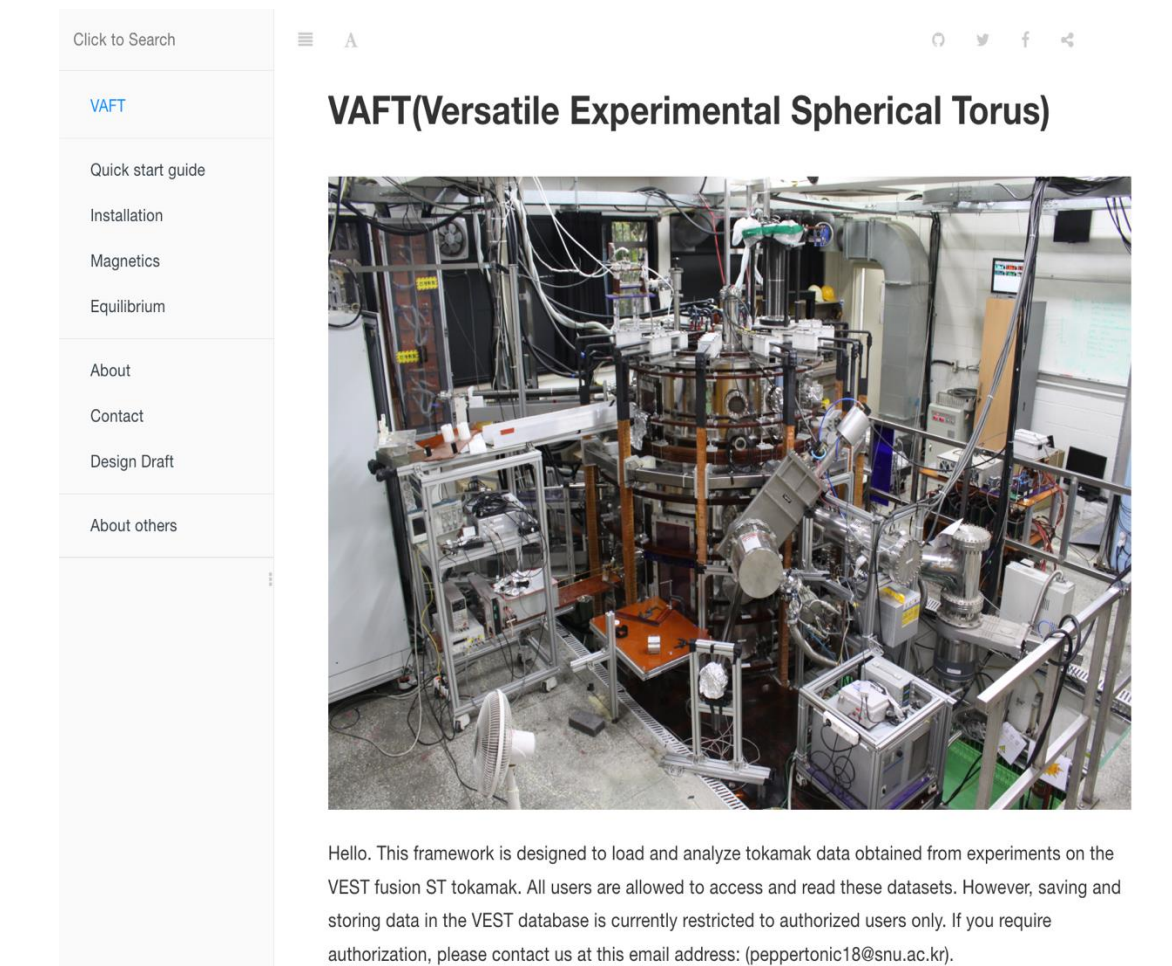 Click to Search
VAFT
Quick start guide
Installation
Magnetics
Equilibrium
About
Contact
Design Draft
About others
A
VAFT(Versatile Experimental Spherical Torus)
Hello. This framework is designed to load and analyze tokamak data obtained from experiments on the
VEST fusion ST tokamak. All users are allowed to access and read these datasets. However, saving and
storing data in the VEST database is currently restricted to authorized users only. If you require
authorization, please contact us at this email address: (peppertonic18@snu.ac.kr).